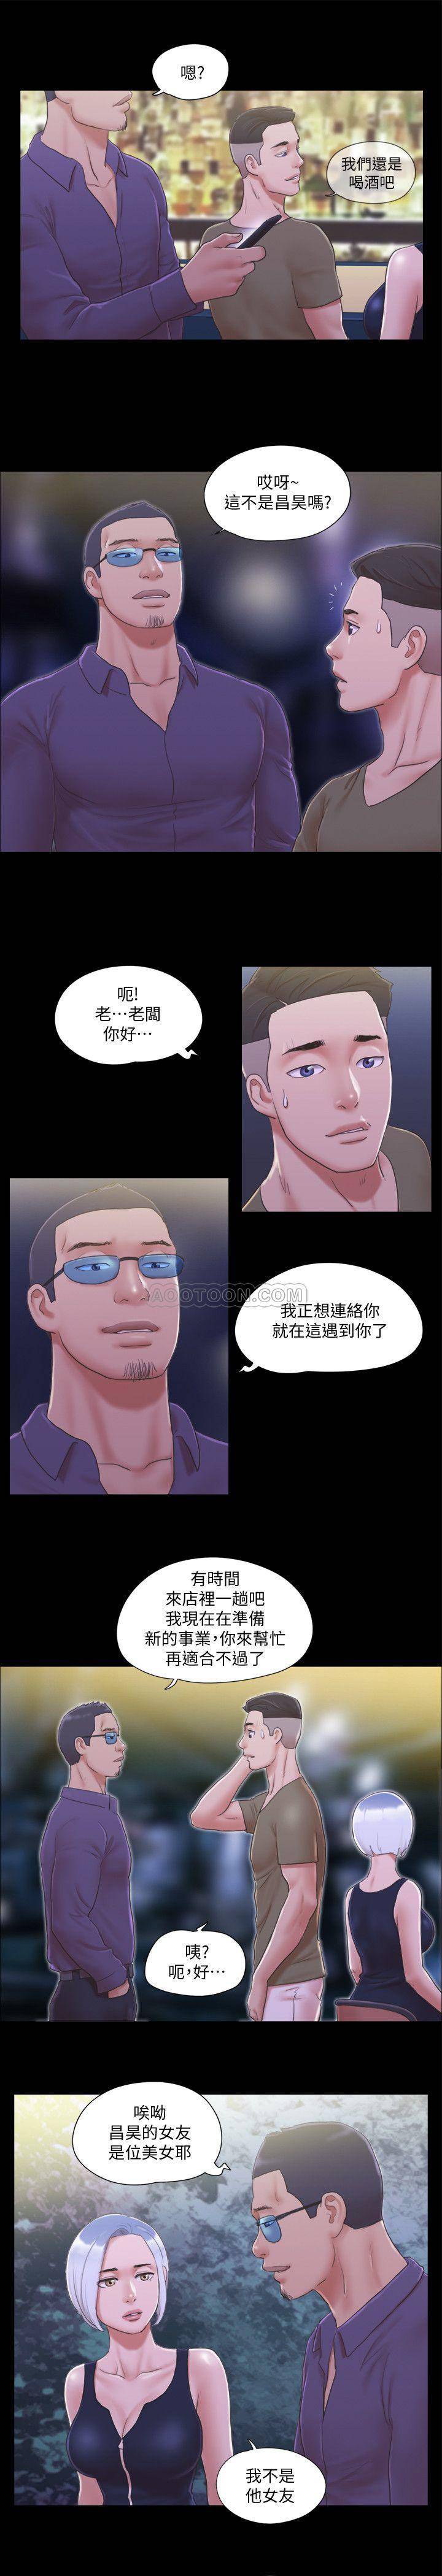 嗯?
我們還是
喝酒吧
哎呀~
這不是昌昊嗎?
呃!
老…老闆
你好…
AOOTOON.COM
我正想連絡你
就在這遇到你了
有時間
來店裡一趟吧
我現在在準備
新的事業,你來幫忙
再適合不過了
咦?
呃,好…
唉呦
昌昊的女友
是位美女耶
我不是
他女友